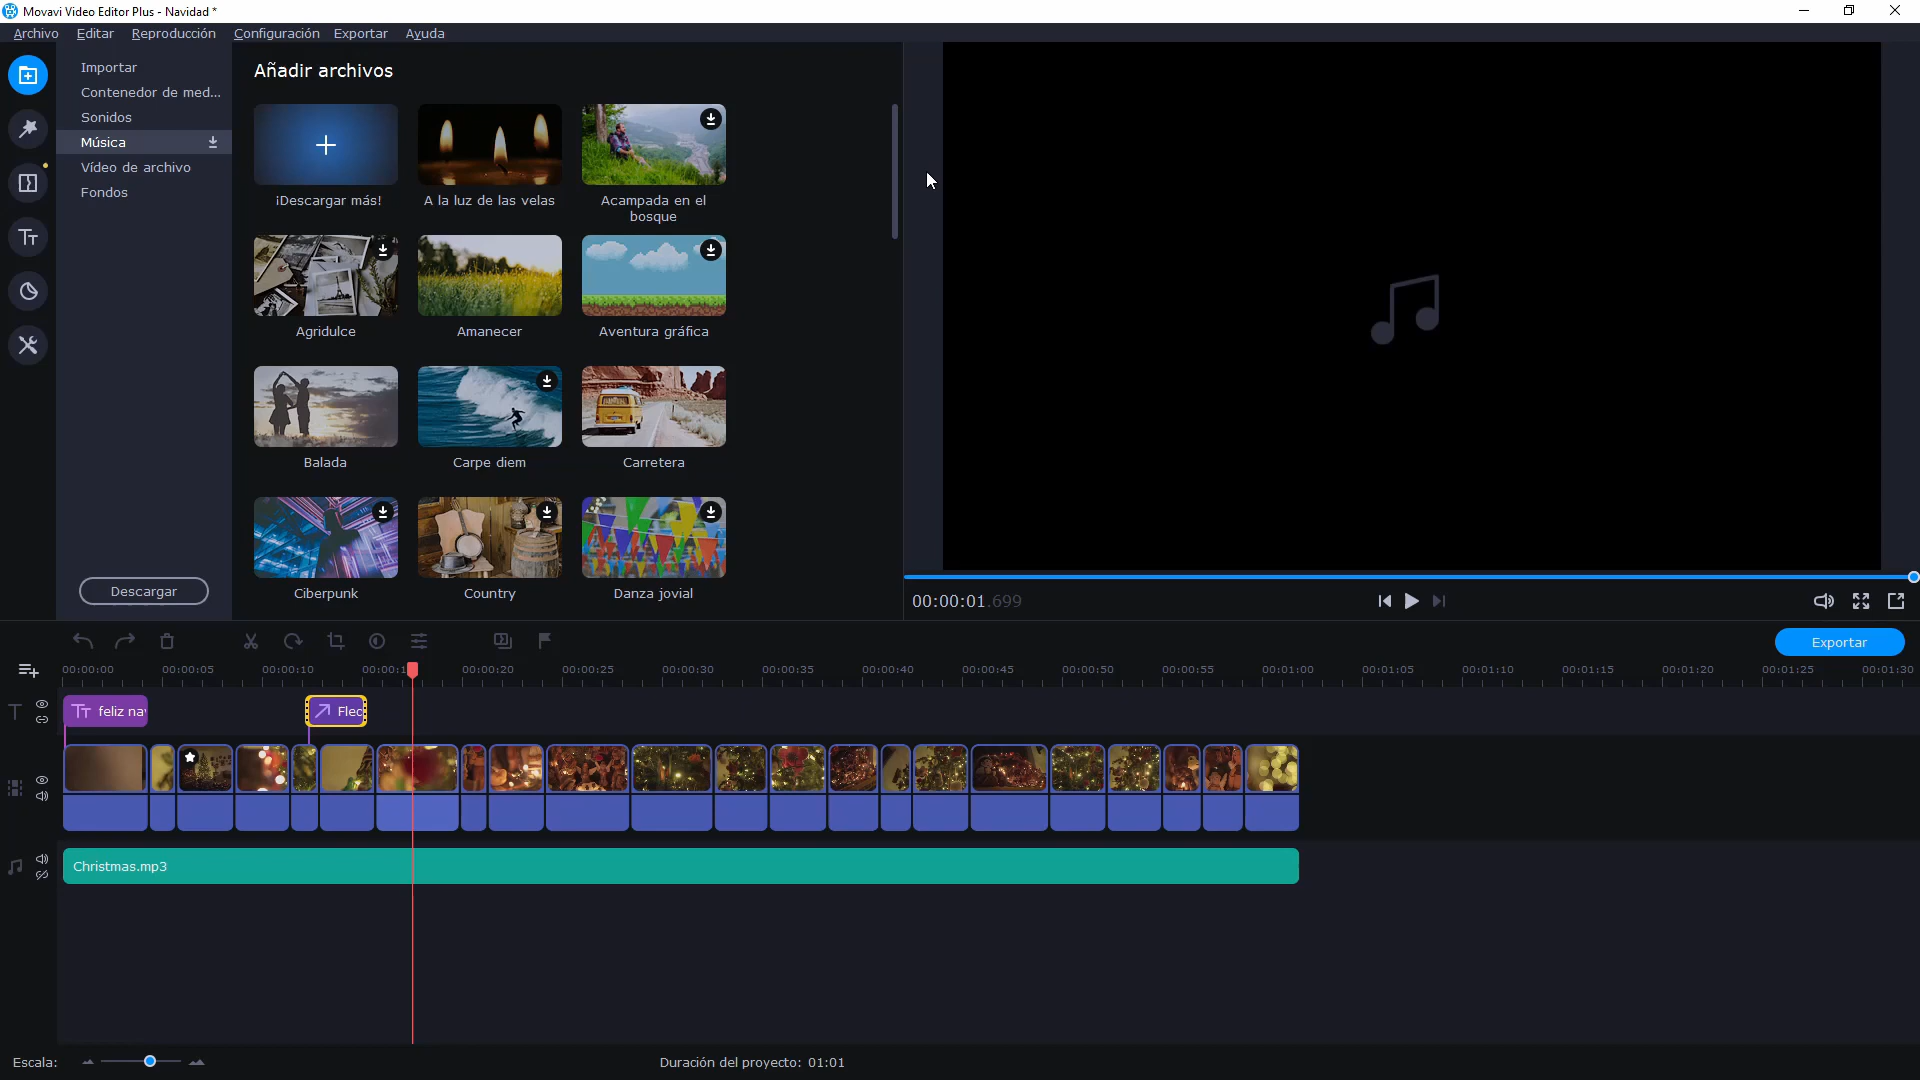 Movavi Video Editor Plus - Navidad *
Archivo Editar Reproducción Configuración Exportar Ayuda
Importar
Contenedor de med...
Sonidos
Música
Vídeo de archivo
Fondos
Descargar
Añadir archivos
¡Descargar más!
A la luz de las velas
Acampada en el
bosque
Agridulce
Amanecer
Aventura gráfica
Balada
Carpe diem
Carretera
Ciberpunk
Country
Danza jovial
00:00:01.699
Exportar
00:00:00 00:00:05 00:00:10 00:00:1 00:00:20 00:00:25 00:00:30 00:00:35 00:00:40 00:00:45 00:00:50 00:00:55 00:01:00 00:01:05 00:01:10 00:01:15 00:01:20 00:01:25 00:01:30
Tт feliz na
Flec
Christmas.mp3
Escala:
Duración del proyecto: 01:01